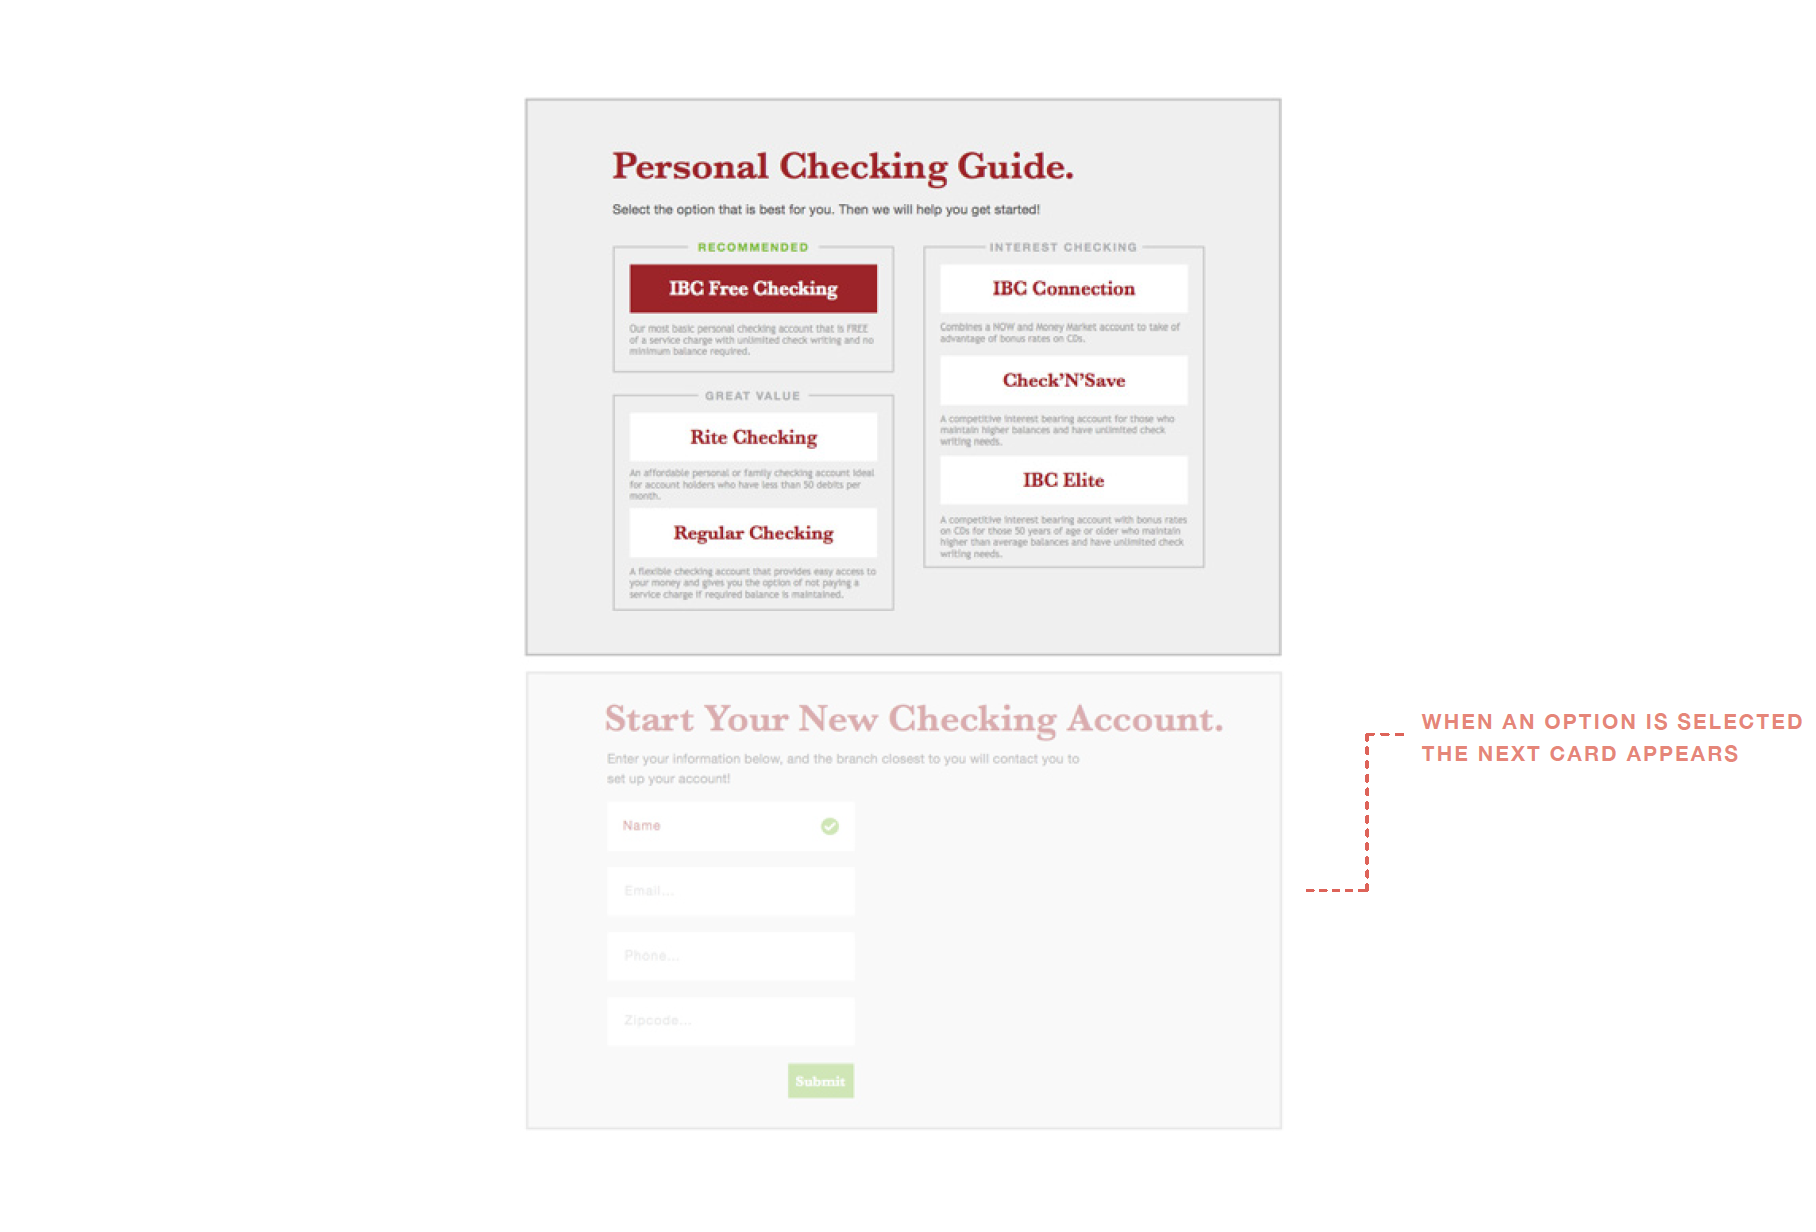 Personal Checking Guide.
Select the option that is best for you. Then we will help you get started!
RECOMMENDED
IBC Free Checking
Our most basic personal checking account that is FREE
of a service charge with unlimited check writing and no
minimum balance required.
GREAT VALUE
Rite Checking
An affordable personal or family checking account ideal
for account holders who have less than 50 debits per
month.
Regular Checking
A flexible checking account that provides easy access to
your money and gives you the option of not paying a
service charge if required balance is maintained.
INTEREST CHECKING
IBC Connection
Combines a NOW and Money Market account to take of
advantage of bonus rates on CDs.
Check’N’Save
A competitive interest bearing account for those who
maintain higher balances and have unlimited check
writing needs.
IBC Elite
A competitive interest bearing account with bonus rates
on CDs for those 50 years of age or older who maintain
higher than average balances and have unlimited check
writing needs.
Start Your New Checking Account.
Enter your information below, and the branch closest to you will contact you to
set up your account!
Name
Email...
Phone...
Zipcode...
Submit
WHEN AN OPTION IS SELECTED
THE NEXT CARD APPEARS